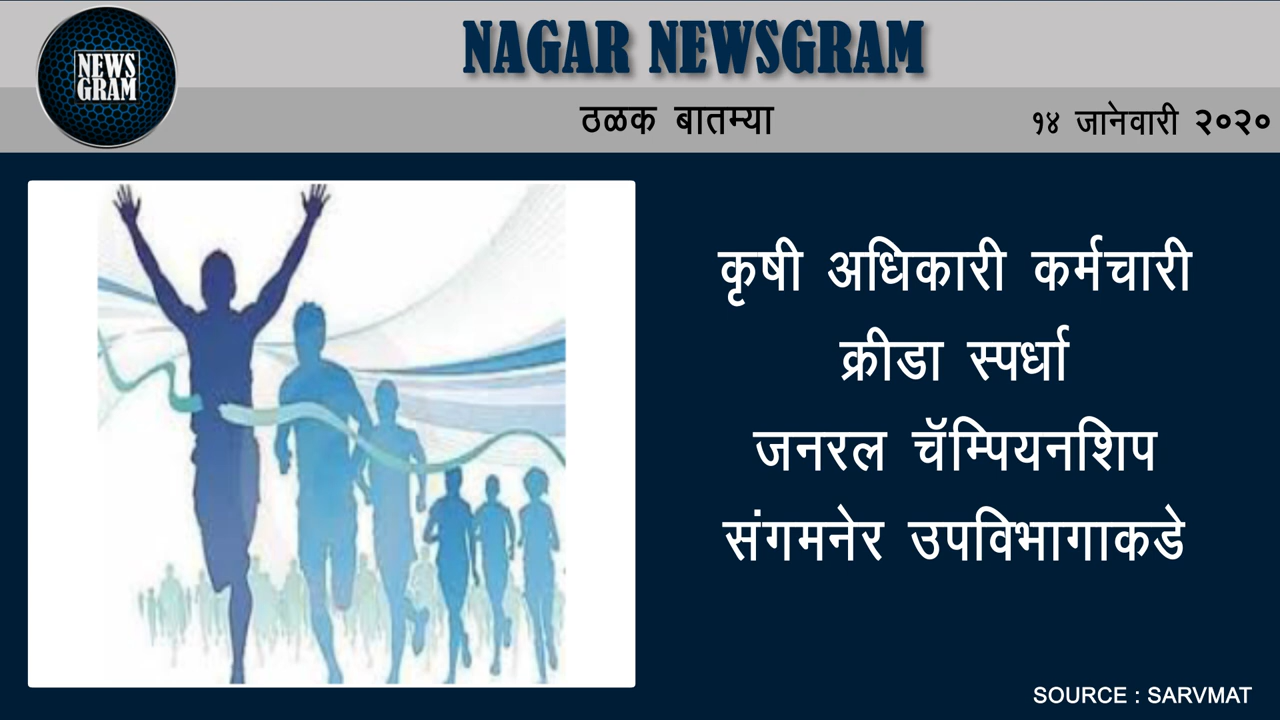 NEWS
GRAM
NAGAR NEWSGRAM
ठळक बातम्या
१४ जानेवारी २०२०
कृषी अधिकारी कर्मचारी
क्रीडा स्पर्धा
जनरल चॅम्पियनशिप
संगमनेर उपविभागाकडे
SOURCE : SARVMAT